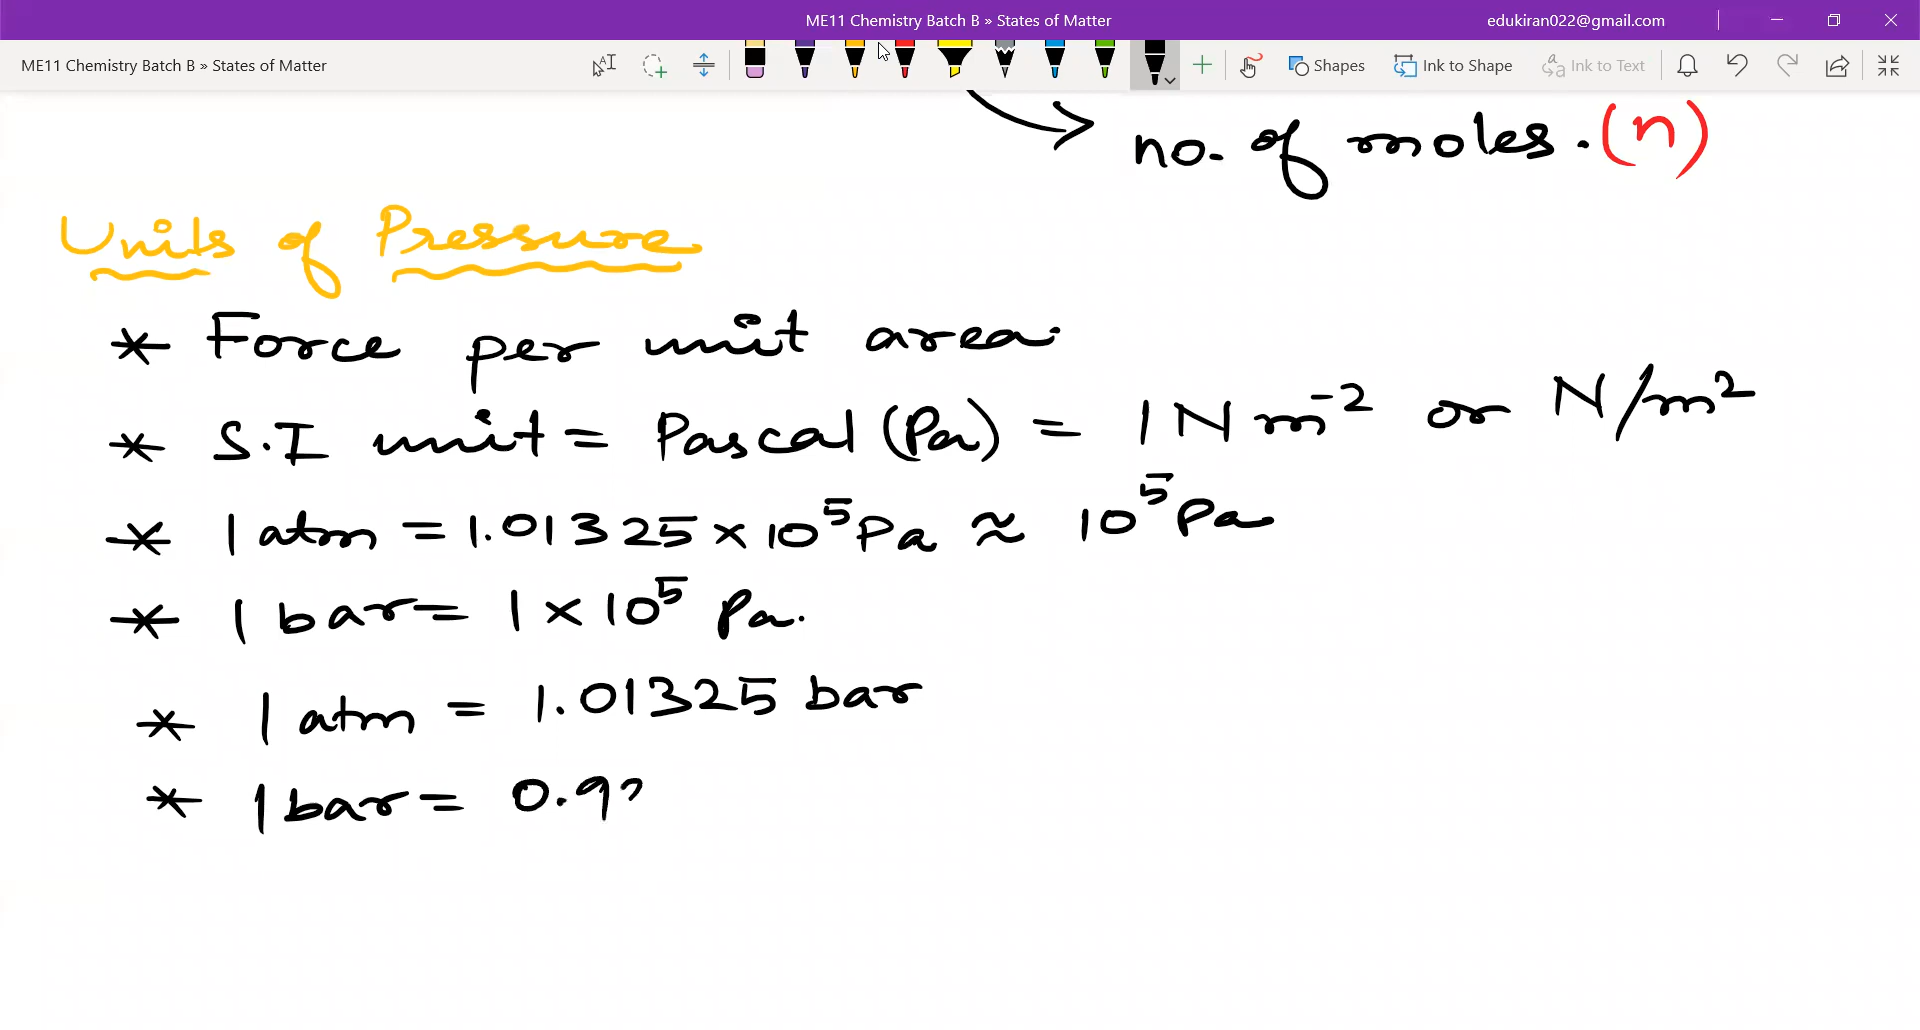 ME11 Chemistry Batch B » States of Matter
edukiran022@gmail.com
ME11 Chemistry Batch B » States of Matter
Shapes
Ink to Shape
Ink to Text
no. of moles. (n)
Units of Pressure
* Force per unit area.
* S.I unit = Pascal (Pa) = 1 N m⁻² or N/m²
* 1 atm = 1.01325 × 10⁵ Pa ≈ 10⁵ Pa
* 1 bar = 1 × 10⁵ Pa.
* 1 atm = 1.01325 bar
* 1 bar = 0.9